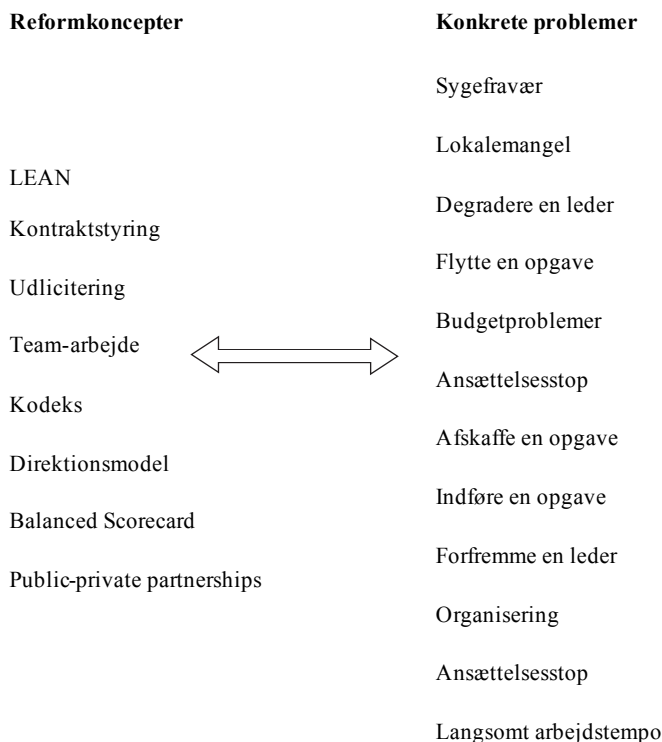 Reformkoncepter
LEAN
Kontraktstyring
Udlicitering
Team-arbejde
Kodeks
Direktionsmodel
Balanced Scorecard
Public-private partnerships
Konkrete problemer
Sygefravær
Lokalemangel
Degradere en leder
Flytte en opgave
Budgetproblemer
Ansættelsesstop
Afskaffe en opgave
Indføre en opgave
Forfremme en leder
Organisering
Ansættelsesstop
Langsomt arbejdstempo